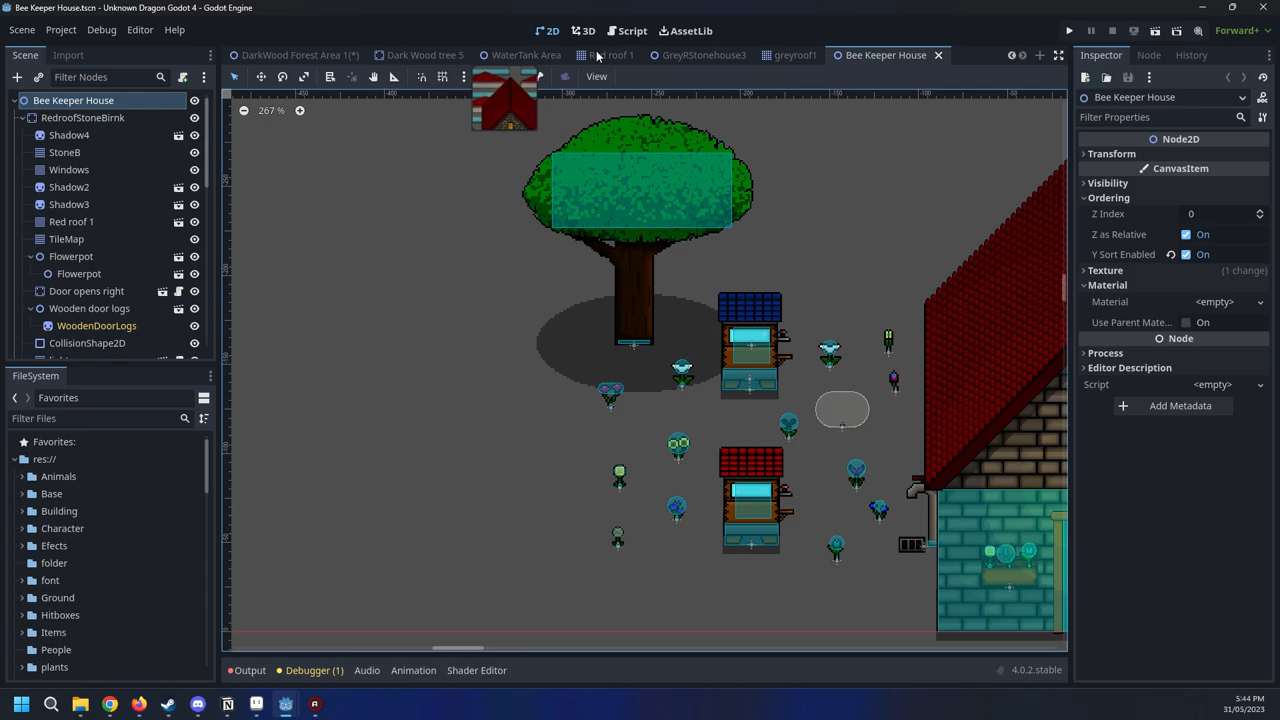 Bee Keeper House.tscn - Unknown Dragon Godot 4 - Godot Engine
Scene Project Debug Editor Help
2D 3D Script AssetLib
Forward+
Scene Import
DarkWood Forest Area 1(*) Dark Wood tree 5 WaterTank Area Red roof 1 GreyRStonehouse3 greyroof1 Bee Keeper House
Inspector Node History
Filter Nodes
View
Bee Keeper House
RedroofStoneBirnk
Shadow4
StoneB
Windows
Shadow2
Shadow3
Red roof 1
TileMap
Flowerpot
Flowerpot
Door opens right
Wooden door logs
WoodenDoorLogs
CollisionShape2D
267 %
-450
-300
-250
-200
-150
-100
-50
Bee Keeper House
Filter Properties
Node2D
Transform
CanvasItem
Visibility
Ordering
Z Index 0
Z as Relative On
Y Sort Enabled On
Texture (1 change)
Material
Material <empty>
Use Parent Mate... On
Node
Process
Editor Description
Script <empty>
Add Metadata
FileSystem
Favorites
Filter Files
Favorites:
res://
Animals
Base
Building
Character
Efects
folder
font
Ground
Hitboxes
Items
People
plants
Output Debugger (1) Audio Animation Shader Editor
4.0.2.stable
5:44 PM
31/05/2023